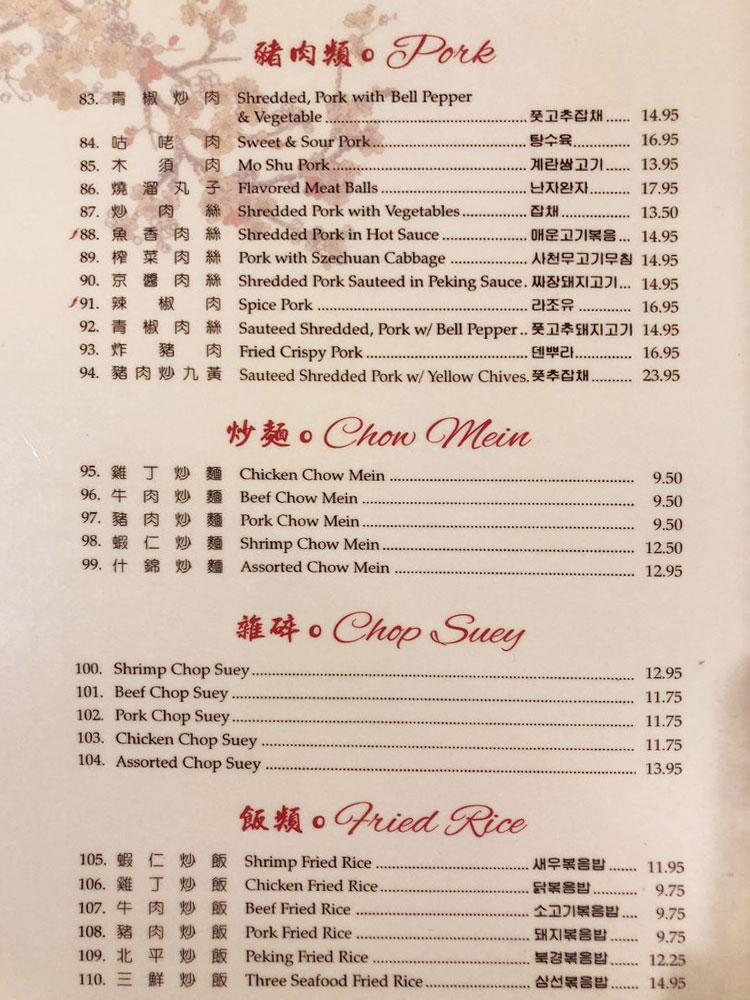 豬肉類 Pork
83. 青椒炒肉 Shredded, Pork with Bell Pepper
& Vegetable 풋고추잡채 14.95
84. 咕咾肉 Sweet & Sour Pork 탕수육 16.95
85. 木須肉 Mo Shu Pork 계란쌍고기 13.95
86. 燒溜丸子 Flavored Meat Balls 난자완자 17.95
87. 炒肉絲 Shredded Pork with Vegetables 잡채 13.50
88. 魚香肉絲 Shredded Pork in Hot Sauce 매운고기볶음 14.95
89. 榨菜肉絲 Pork with Szechuan Cabbage 사천무고기무침 14.95
90. 京醬肉絲 Shredded Pork Sauteed in Peking Sauce 짜장돼지고기 14.95
91. 辣椒肉 Spice Pork 라조유 16.95
92. 青椒肉絲 Sauteed Shredded, Pork w/ Bell Pepper 풋고추돼지고기 14.95
93. 炸豬肉 Fried Crispy Pork 덴뿌라 16.95
94. 豬肉炒九黃 Sauteed Shredded Pork w/ Yellow Chives 풋추잡채 23.95
炒麵 Chow Mein
95. 雞丁炒麵 Chicken Chow Mein 9.50
96. 牛肉炒麵 Beef Chow Mein 9.50
97. 豬肉炒麵 Pork Chow Mein 9.50
98. 蝦仁炒麵 Shrimp Chow Mein 12.50
99. 什錦炒麵 Assorted Chow Mein 12.95
雜碎 Chop Suey
100. Shrimp Chop Suey 12.95
101. Beef Chop Suey 11.75
102. Pork Chop Suey 11.75
103. Chicken Chop Suey 11.75
104. Assorted Chop Suey 13.95
飯類 Fried Rice
105. 蝦仁炒飯 Shrimp Fried Rice 새우볶음밥 11.95
106. 雞丁炒飯 Chicken Fried Rice 닭볶음밥 9.75
107. 牛肉炒飯 Beef Fried Rice 소고기볶음밥 9.75
108. 豬肉炒飯 Pork Fried Rice 돼지볶음밥 9.75
109. 北平炒飯 Peking Fried Rice 북경볶음밥 12.25
110. 三鮮炒飯 Three Seafood Fried Rice 삼선볶음밥 14.95